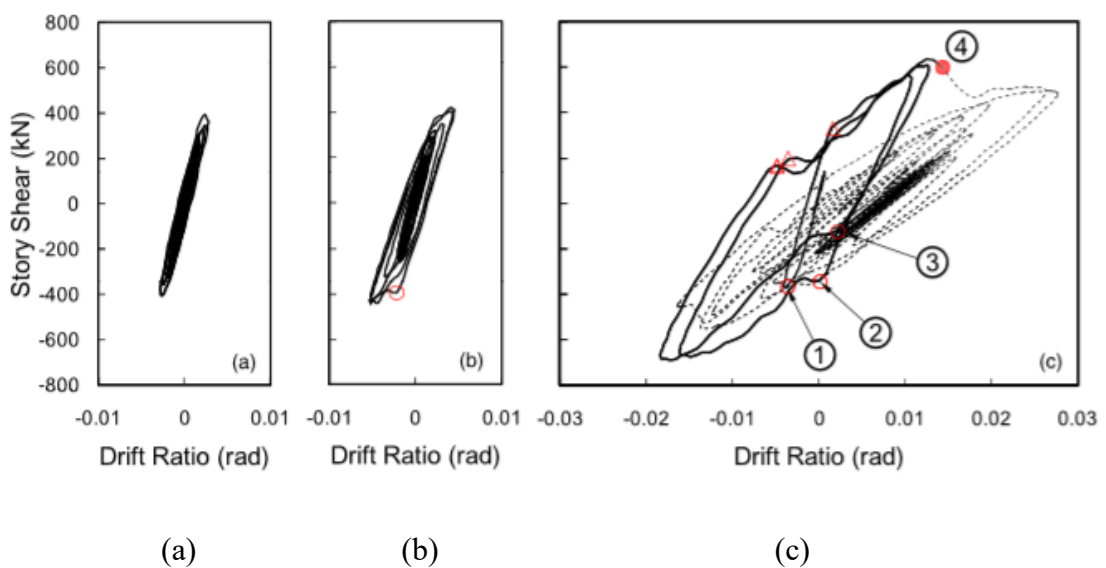 Story Shear (kN)
800
600
400
200
0
-200
-400
-600
-800
(a)
(b)
(c)
4
3
2
1
-0.01 0 0.01
-0.01 0 0.01
-0.03 -0.02 -0.01 0 0.01 0.02 0.03
Drift Ratio (rad)
Drift Ratio (rad)
Drift Ratio (rad)
(a) (b) (c)